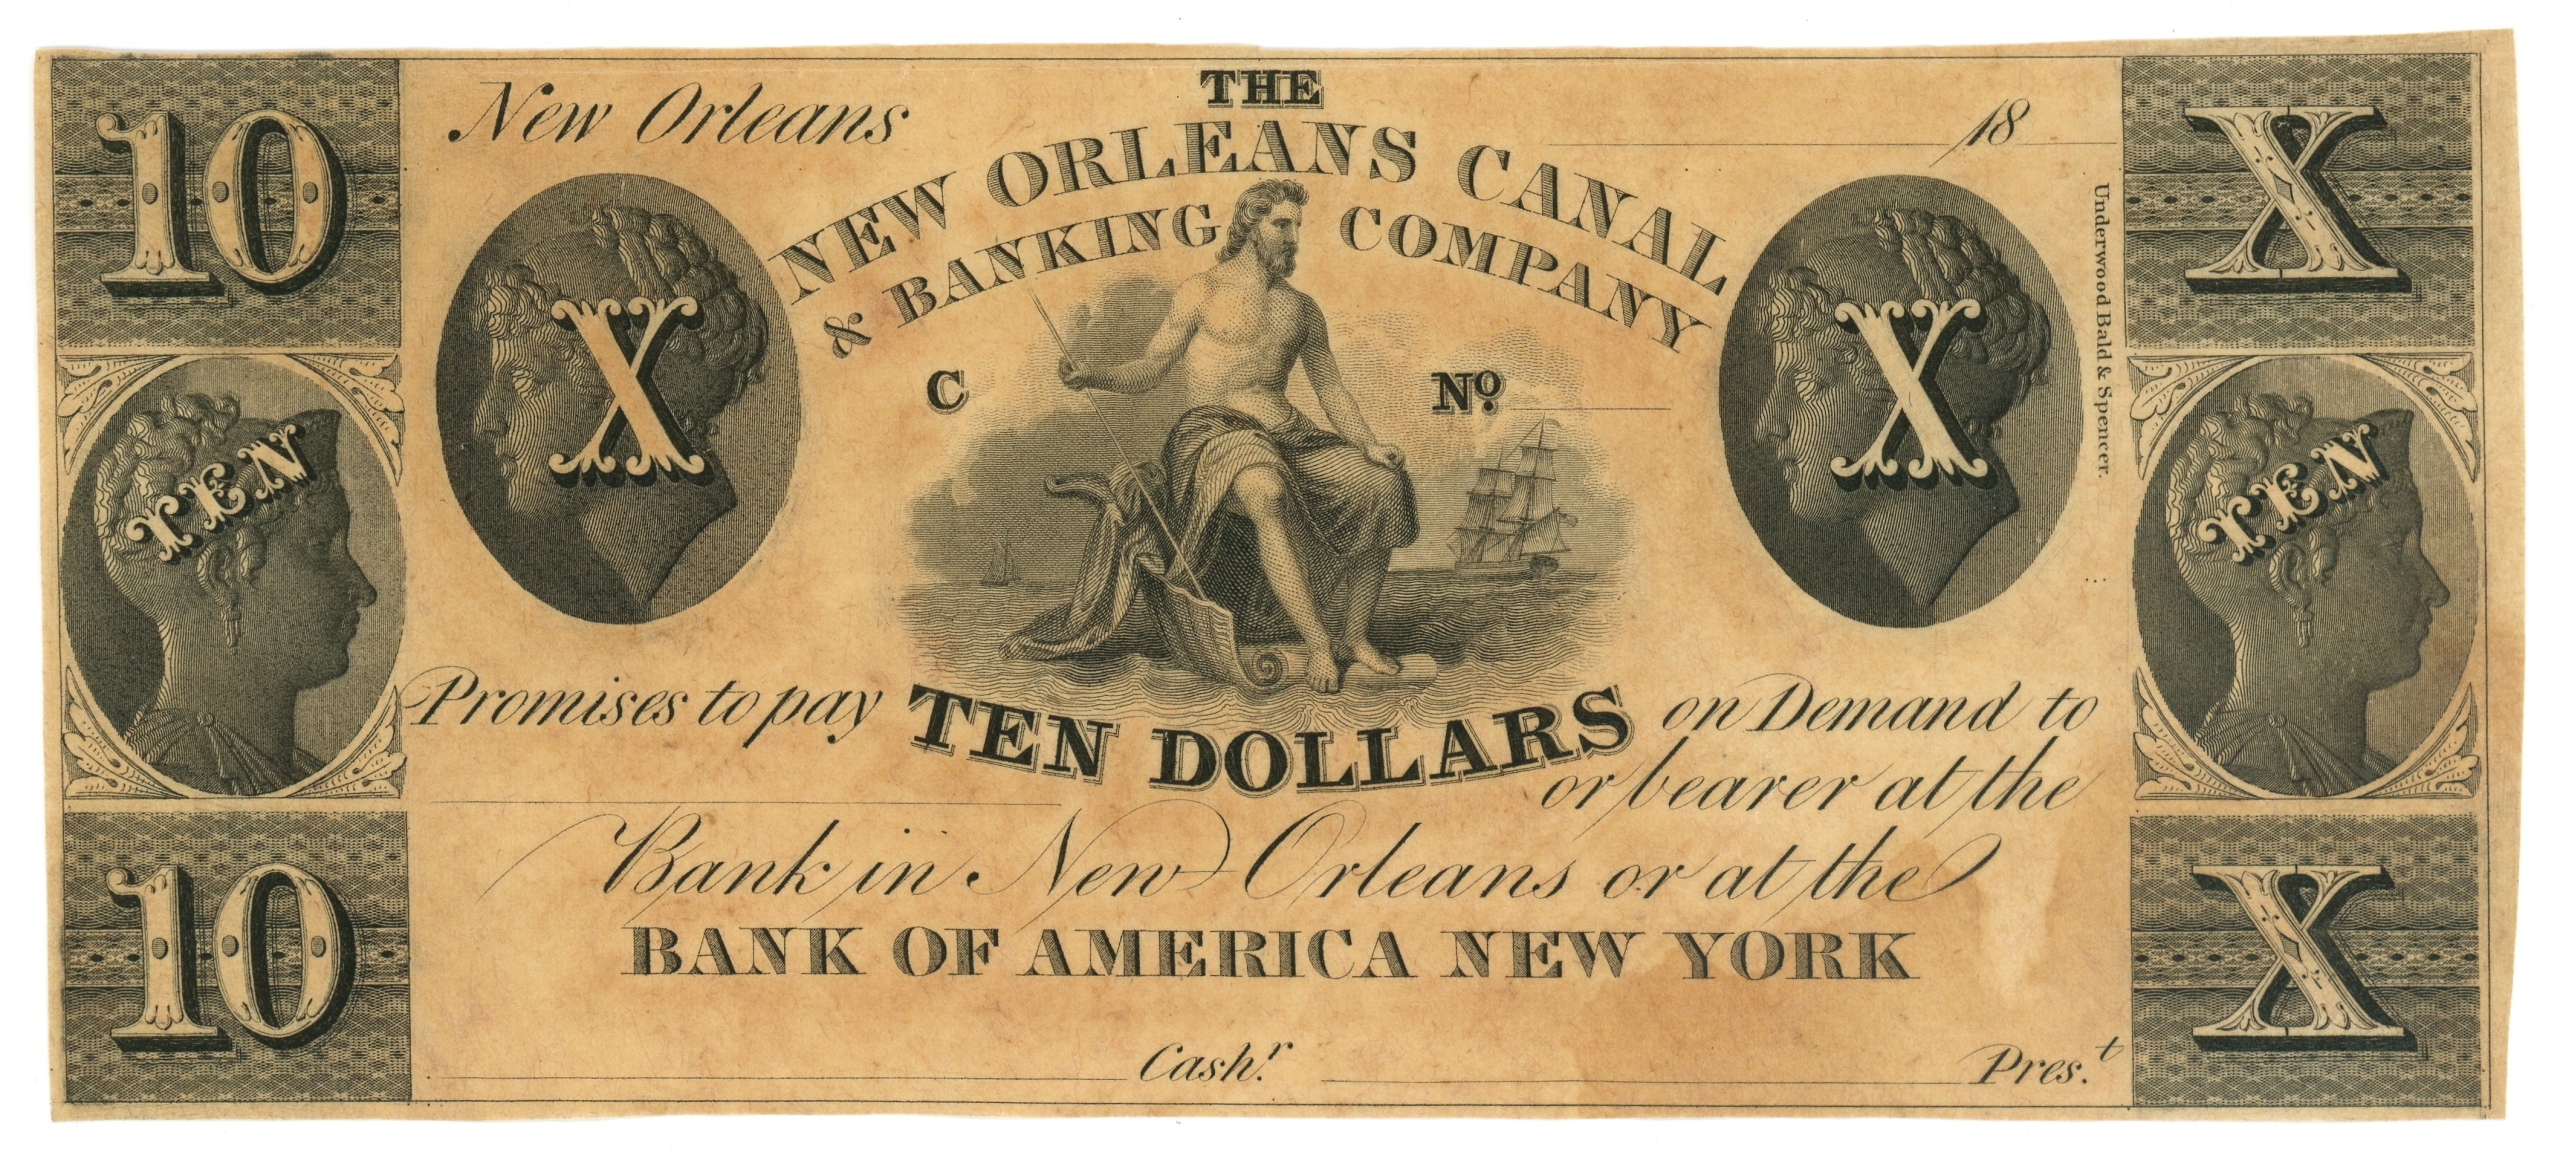 THE
New Orleans 18
NEW ORLEANS CANAL
& BANKING COMPANY
10
X
X
X
X
C
Nº
TEN
TEN
Underwood Bald & Spencer.
Promises to pay TEN DOLLARS on Demand to
or bearer at the
Bank in New Orleans or at the
BANK OF AMERICA NEW YORK
10
X
Cashʳ.
Pres.ᵗ